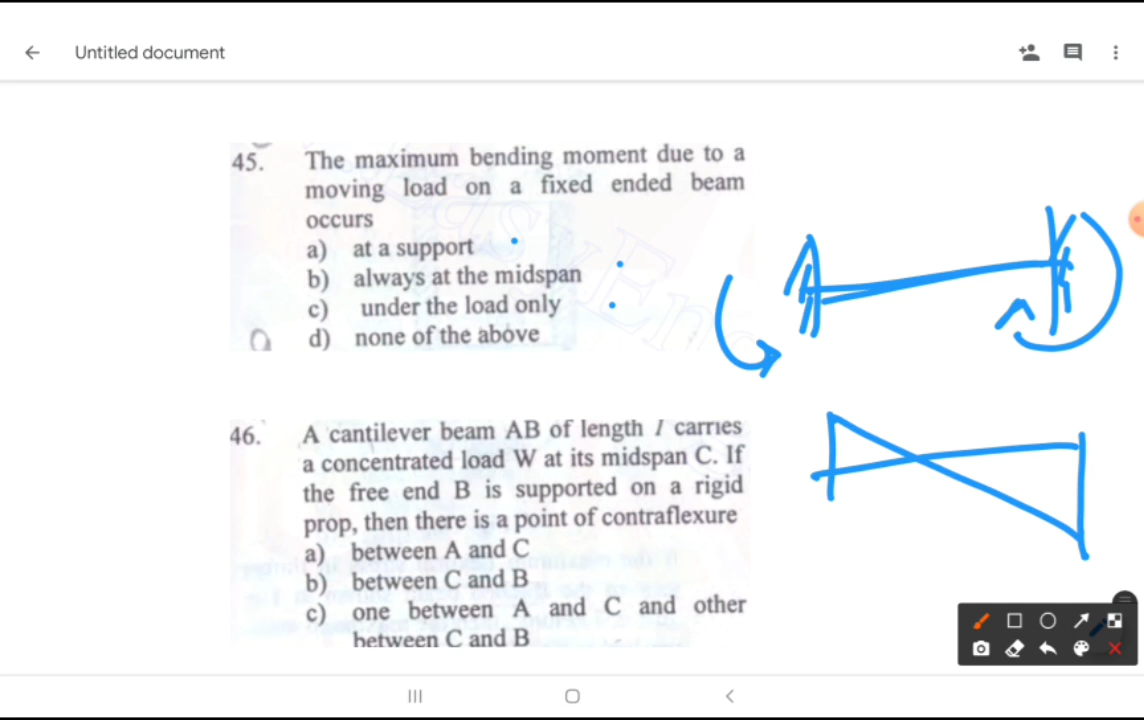 Untitled document
45. The maximum bending moment due to a
moving load on a fixed ended beam
occurs
a) at a support
b) always at the midspan
c) under the load only
d) none of the above
46. A cantilever beam AB of length l carries
a concentrated load W at its midspan C. If
the free end B is supported on a rigid
prop, then there is a point of contraflexure
a) between A and C
b) between C and B
c) one between A and C and other
between C and B